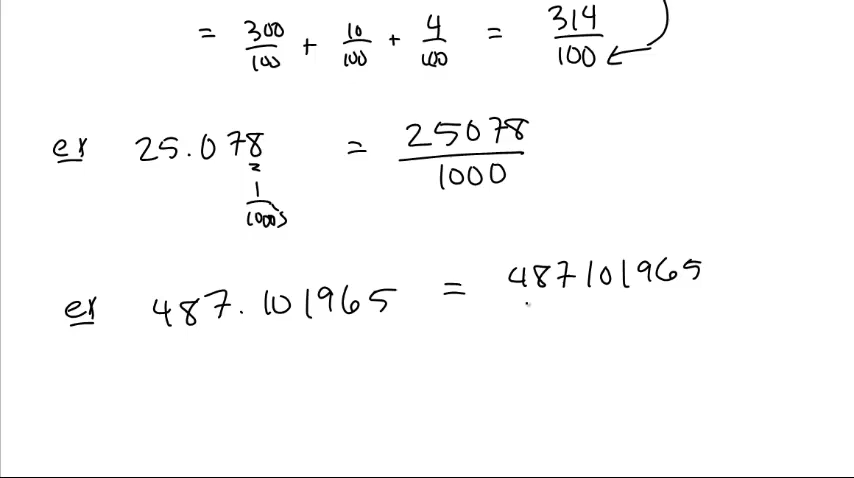 = 300/100 + 10/100 + 4/100 = 314/100
ex 25.078 = 25078/1000
1/1000s
ex 487.101965 = 487101965